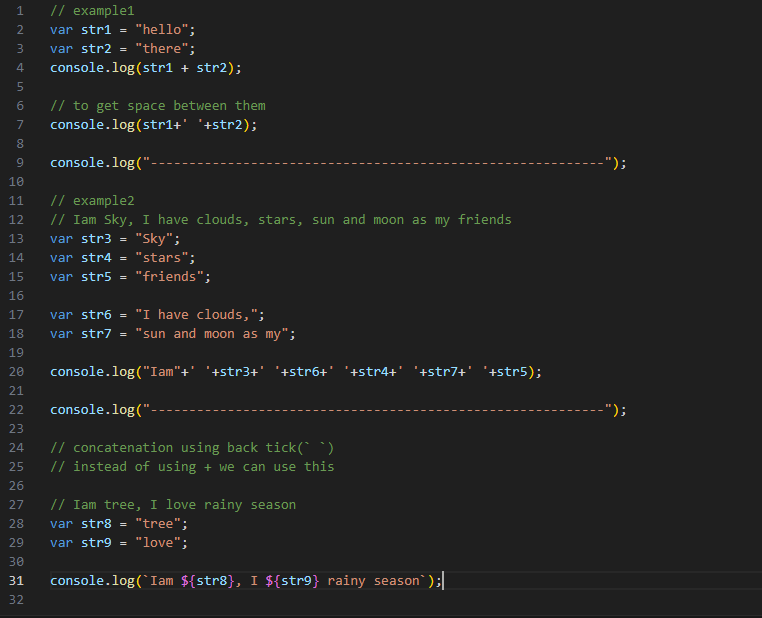 1 // example1
2 var str1 = "hello";
3 var str2 = "there";
4 console.log(str1 + str2);
5
6 // to get space between them
7 console.log(str1+' '+str2);
8
9 console.log("-----------------------------------------------------------");
10
11 // example2
12 // Iam Sky, I have clouds, stars, sun and moon as my friends
13 var str3 = "Sky";
14 var str4 = "stars";
15 var str5 = "friends";
16
17 var str6 = "I have clouds,";
18 var str7 = "sun and moon as my";
19
20 console.log("Iam"+' '+str3+' '+str6+' '+str4+' '+str7+' '+str5);
21
22 console.log("-----------------------------------------------------------");
23
24 // concatenation using back tick(` `)
25 // instead of using + we can use this
26
27 // Iam tree, I love rainy season
28 var str8 = "tree";
29 var str9 = "love";
30
31 console.log(`Iam ${str8}, I ${str9} rainy season`);
32